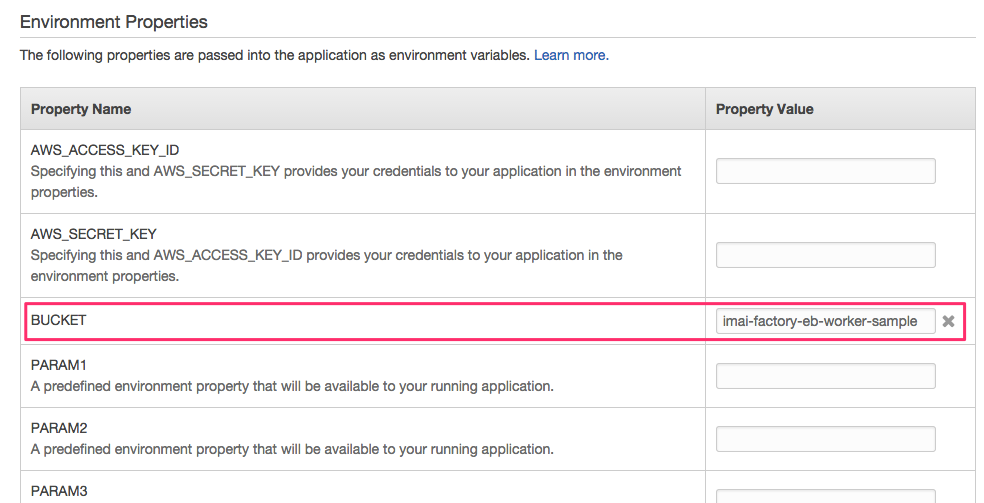 Environment Properties
The following properties are passed into the application as environment variables. Learn more.
Property Name
Property Value
AWS_ACCESS_KEY_ID
Specifying this and AWS_SECRET_KEY provides your credentials to your application in the environment
properties.
AWS_SECRET_KEY
Specifying this and AWS_ACCESS_KEY_ID provides your credentials to your application in the
environment properties.
BUCKET
imai-factory-eb-worker-sample
PARAM1
A predefined environment property that will be available to your running application.
PARAM2
A predefined environment property that will be available to your running application.
PARAM3